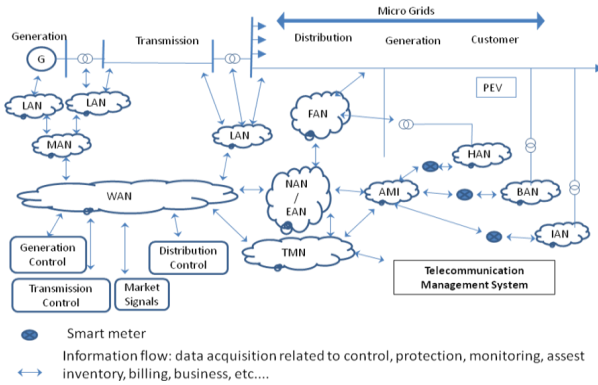 Micro Grids
Generation
Transmission
Distribution
Generation
Customer
G
PEV
LAN
LAN
FAN
LAN
MAN
HAN
NAN
/
EAN
AMI
BAN
WAN
IAN
Generation
Control
Distribution
Control
TMN
Transmission
Control
Market
Signals
Telecommunication
Management System
Smart meter
Information flow: data acquisition related to control, protection, monitoring, assest
inventory, billing, business, etc....